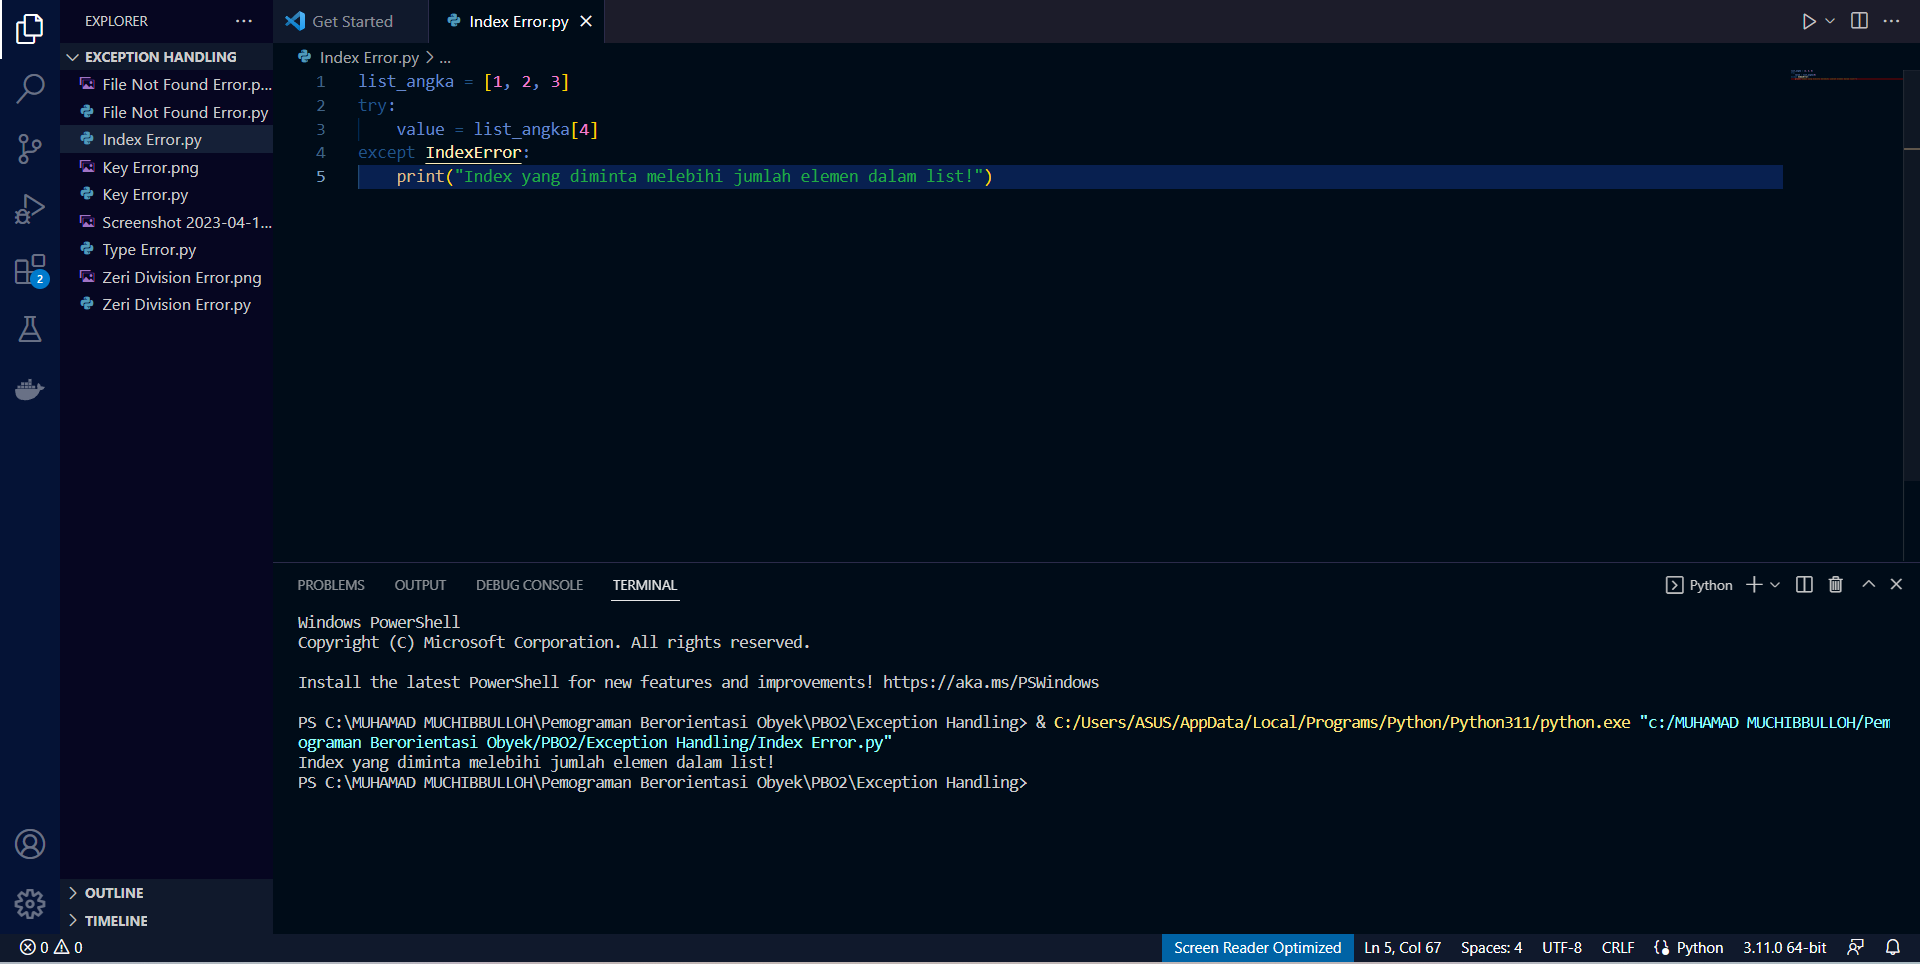 EXPLORER
Get Started
Index Error.py
EXCEPTION HANDLING
File Not Found Error.p...
File Not Found Error.py
Index Error.py
Key Error.png
Key Error.py
Screenshot 2023-04-1...
Type Error.py
Zeri Division Error.png
Zeri Division Error.py
2
OUTLINE
TIMELINE
Index Error.py > ...
1 list_angka = [1, 2, 3]
2 try:
3 value = list_angka[4]
4 except IndexError:
5 print("Index yang diminta melebihi jumlah elemen dalam list!")
PROBLEMS OUTPUT DEBUG CONSOLE TERMINAL
Python
Windows PowerShell
Copyright (C) Microsoft Corporation. All rights reserved.
Install the latest PowerShell for new features and improvements! https://aka.ms/PSWindows
PS C:\MUHAMAD MUCHIBBULLOH\Pemograman Berorientasi Obyek\PBO2\Exception Handling> & C:/Users/ASUS/AppData/Local/Programs/Python/Python311/python.exe "c:/MUHAMAD MUCHIBBULLOH/Pem
ograman Berorientasi Obyek/PBO2/Exception Handling/Index Error.py"
Index yang diminta melebihi jumlah elemen dalam list!
PS C:\MUHAMAD MUCHIBBULLOH\Pemograman Berorientasi Obyek\PBO2\Exception Handling>
0 0
Screen Reader Optimized Ln 5, Col 67 Spaces: 4 UTF-8 CRLF Python 3.11.0 64-bit